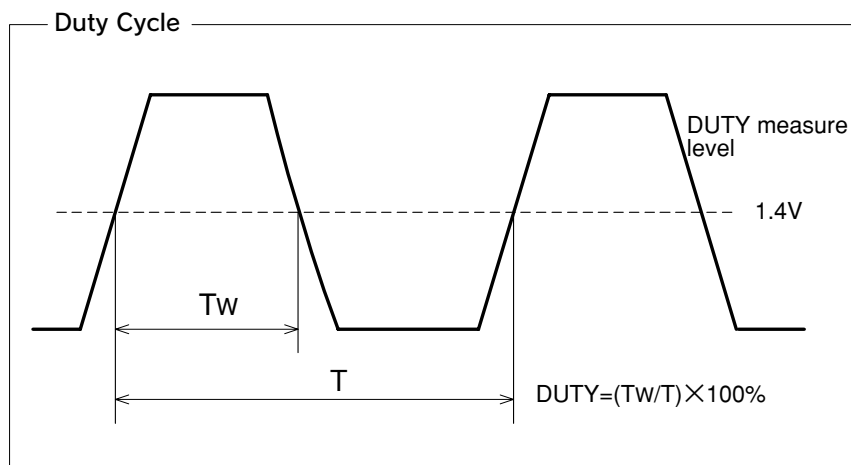 Duty Cycle
DUTY measure
level
1.4V
Tw
T
DUTY=(Tw/T)×100%